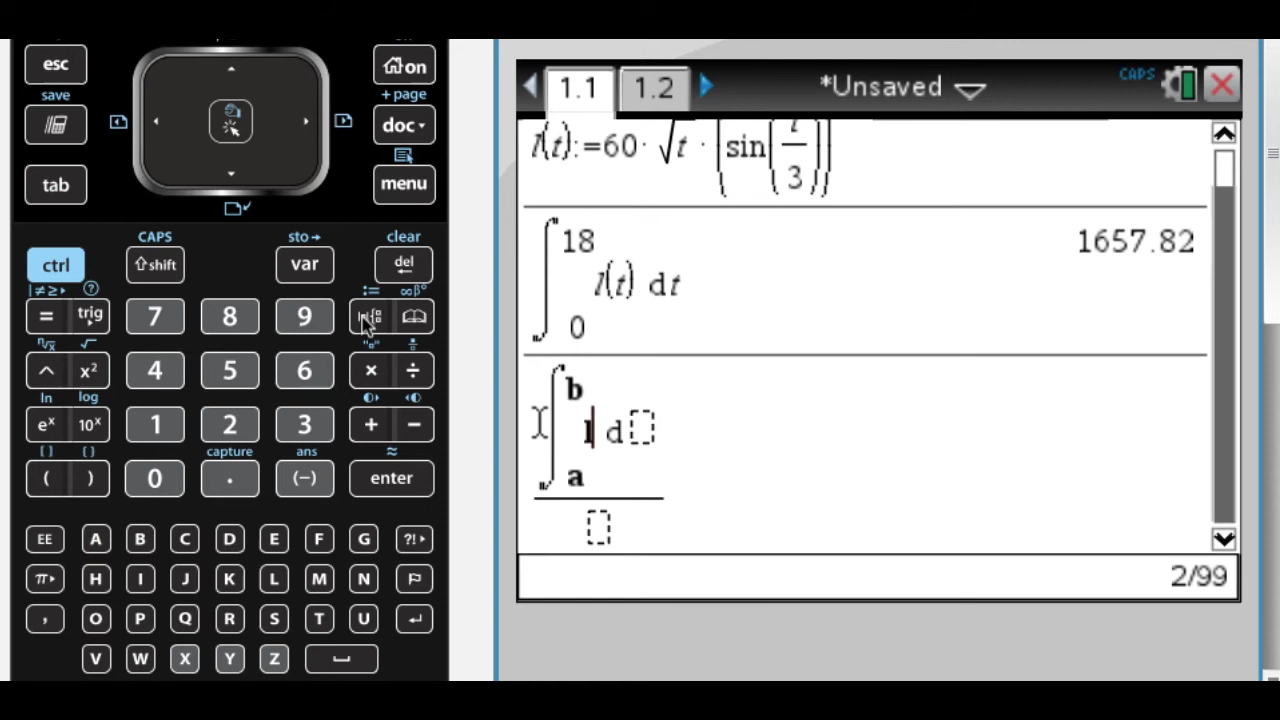 esc
on
save
+ page
doc
tab
menu
CAPS
sto→
clear
ctrl
⇧shift
var
del
|≠≥▸ ?
:= ∞β°
= trig 7 8 9
ⁿ√x √
"▫"
^ x² 4 5 6 × ÷
ln log
eˣ 10ˣ 1 2 3 + −
[ ] { } capture ans ≈
( ) 0 . (−) enter
EE A B C D E F G ?!▸
π▸ H I J K L M N
, O P Q R S T U ↵
V W X Y Z
1.1 1.2 *Unsaved CAPS
l(t):=60·√t·(sin(t/3))
18
1657.82
l(t) dt
0
b
l d
a
2/99